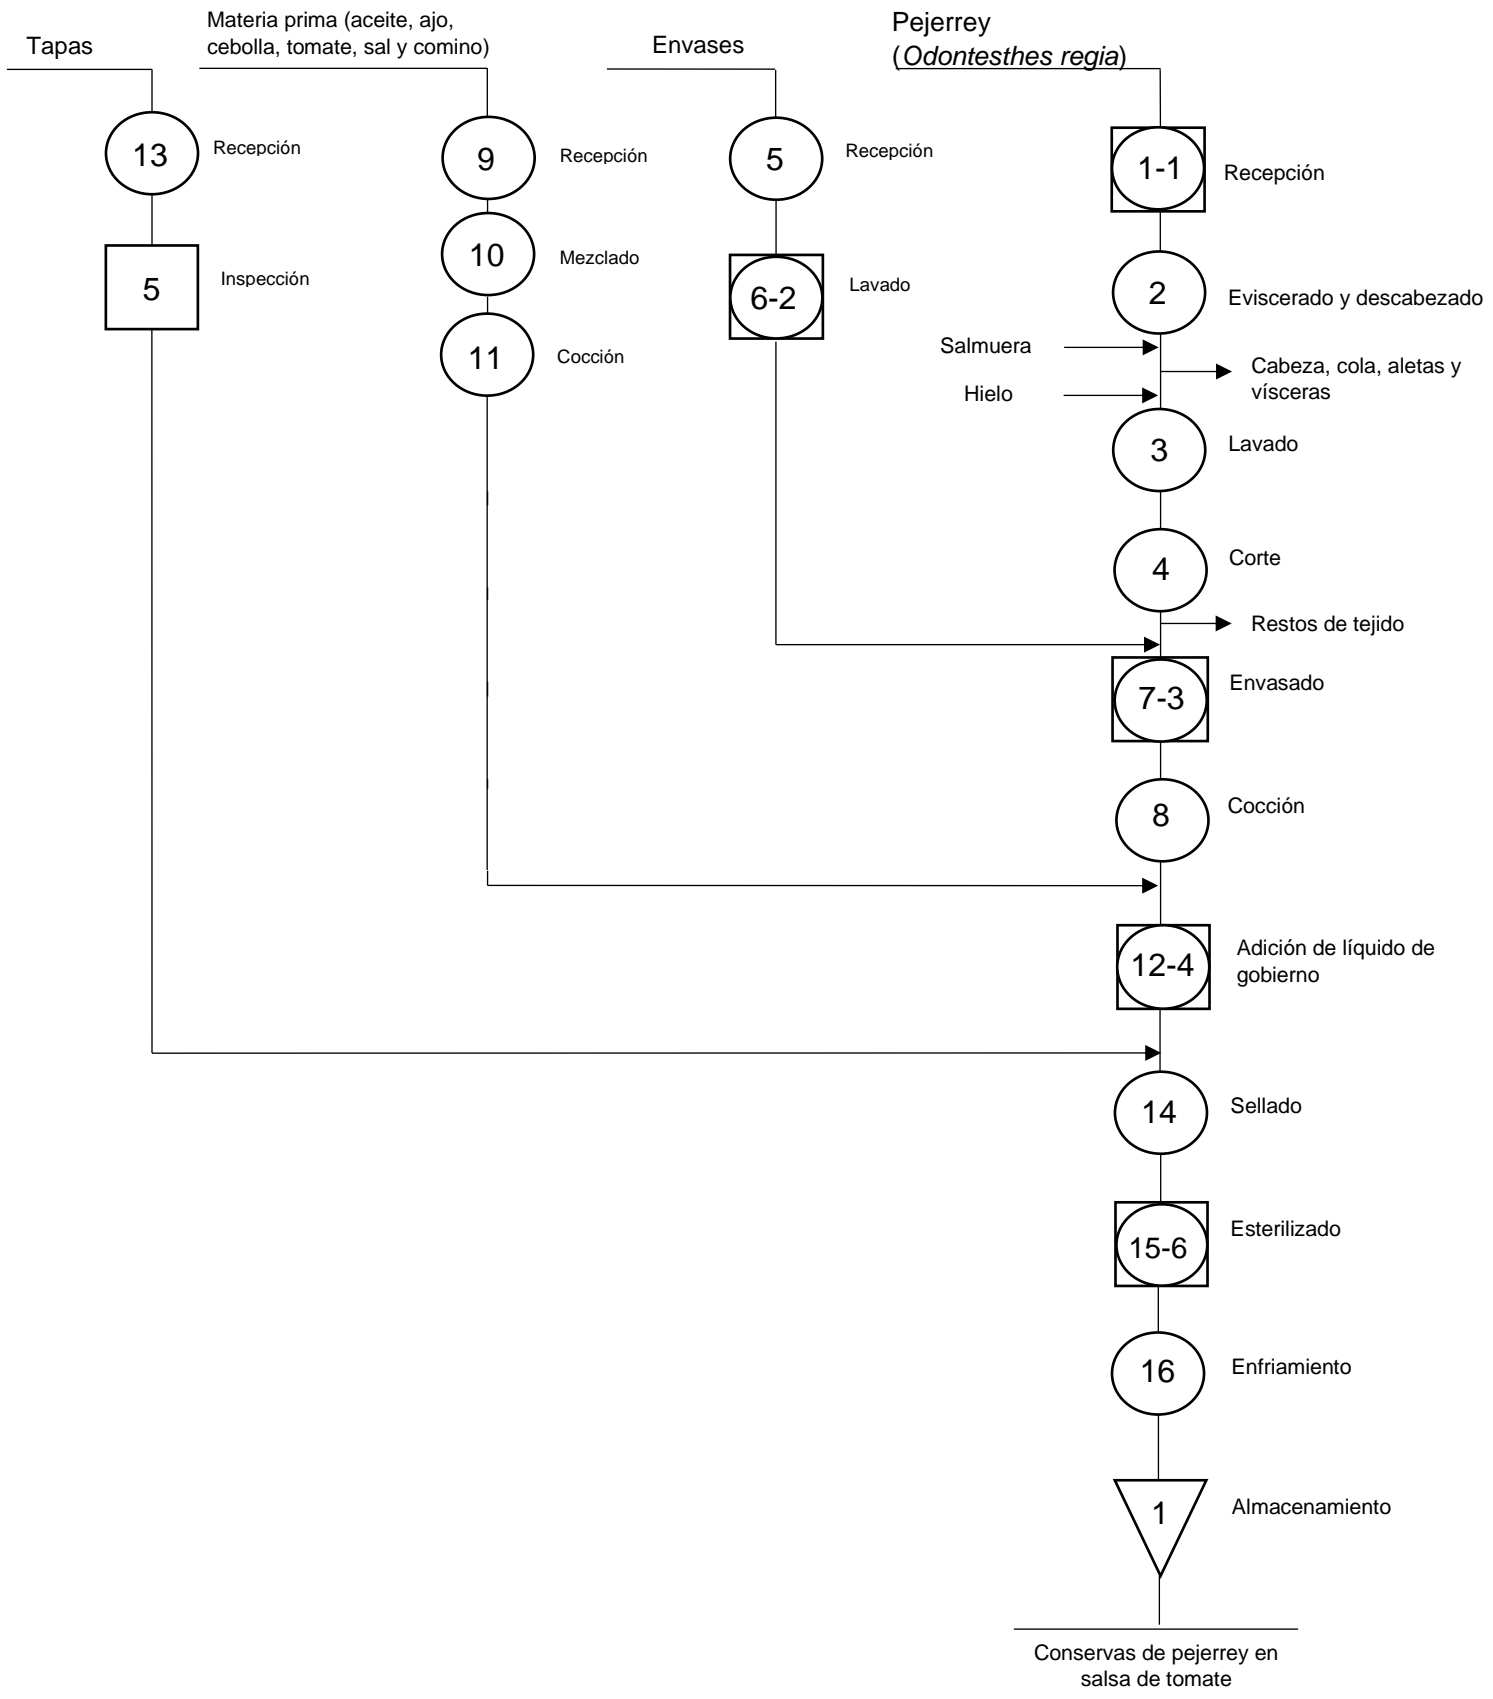 Tapas
Materia prima (aceite, ajo,
cebolla, tomate, sal y comino)
Envases
Pejerrey
(Odontesthes regia)
13
Recepción
9
Recepción
5
Recepción
1-1
Recepción
5
Inspección
10
Mezclado
6-2
Lavado
2
Eviscerado y descabezado
11
Cocción
Salmuera
Cabeza, cola, aletas y
vísceras
Hielo
3
Lavado
4
Corte
Restos de tejido
7-3
Envasado
8
Cocción
12-4
Adición de líquido de
gobierno
14
Sellado
15-6
Esterilizado
16
Enfriamiento
1
Almacenamiento
Conservas de pejerrey en
salsa de tomate